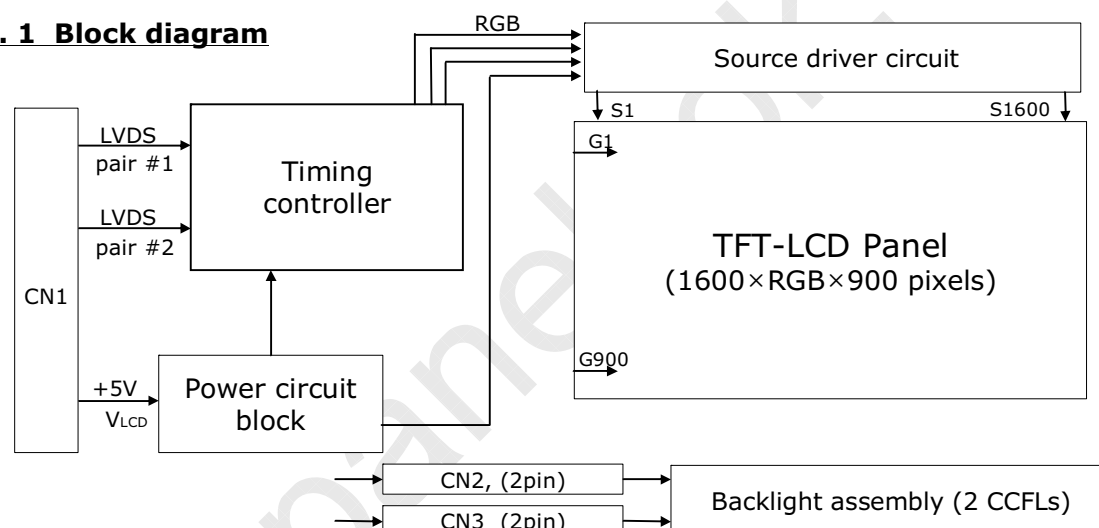 . 1 Block diagram
RGB
Source driver circuit
S1
S1600
CN1
LVDS
pair #1
LVDS
pair #2
Timing
controller
G1
TFT-LCD Panel
(1600×RGB×900 pixels)
G900
+5V
VLCD
Power circuit
block
CN2, (2pin)
Backlight assembly (2 CCFLs)
CN3 (2pin)